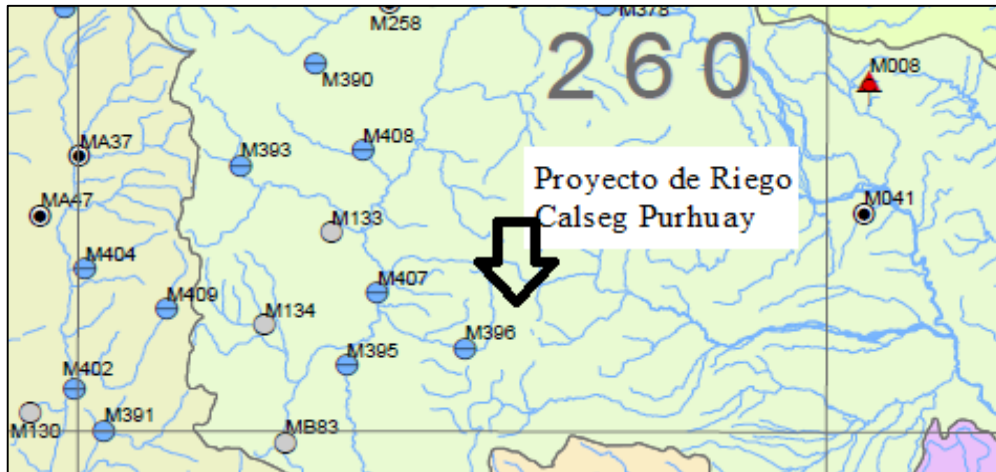 M258
M378
260
M390
M008
MA37
M408
M393
Proyecto de Riego
Calseg Purhuay
MA47
M133
M041
M404
M407
M409
M134
M396
M395
M402
M391
M130
MB83